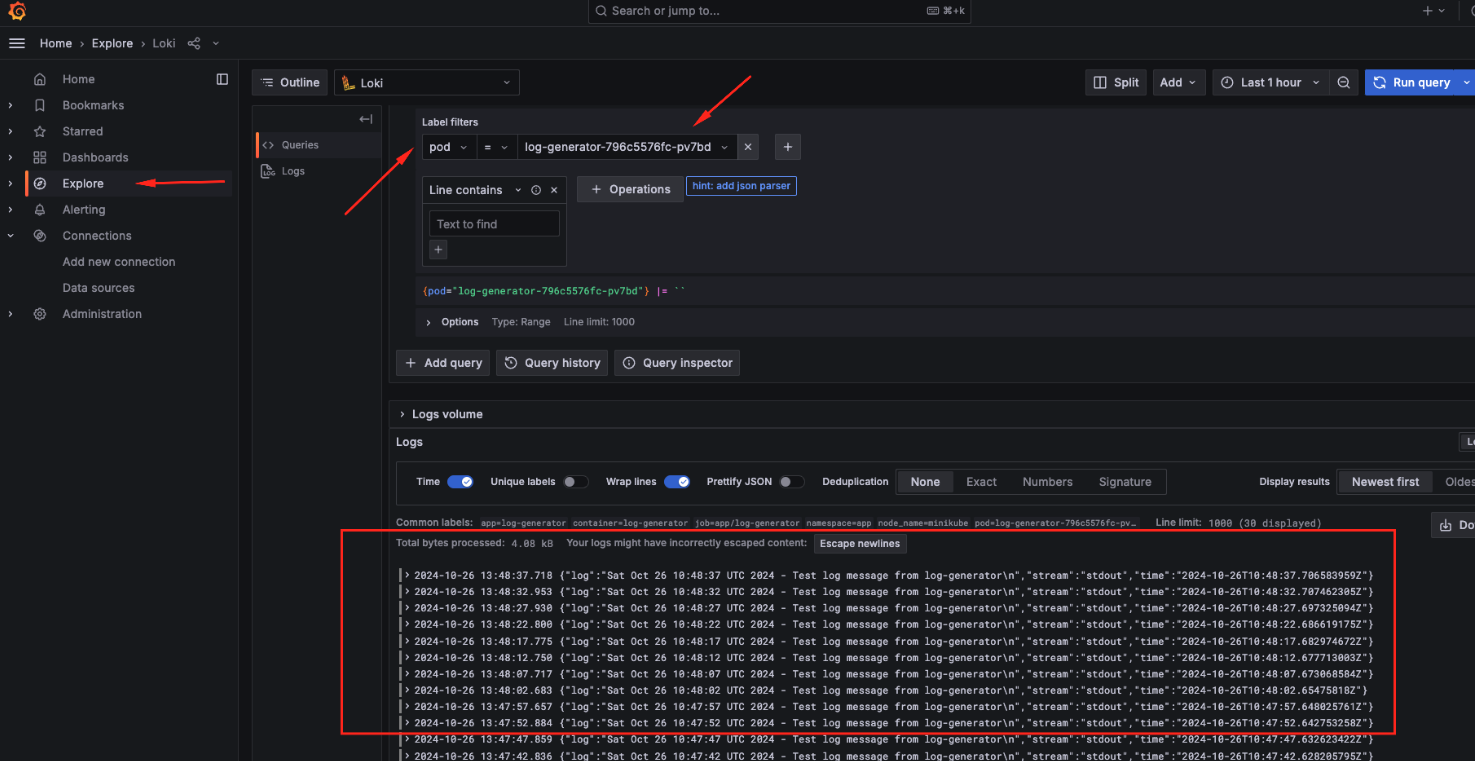 Search or jump to... ⌘+k
Home › Explore › Loki
Home
Bookmarks
Starred
Dashboards
Explore
Alerting
Connections
Add new connection
Data sources
Administration
Outline Loki Split Add Last 1 hour Run query
Queries
Logs
Label filters
pod = log-generator-796c5576fc-pv7bd
Line contains
Operations hint: add json parser
Text to find
{pod="log-generator-796c5576fc-pv7bd"} |= ``
Options Type: Range Line limit: 1000
Add query Query history Query inspector
Logs volume
Logs
Time Unique labels Wrap lines Prettify JSON Deduplication None Exact Numbers Signature Display results Newest first Oldes
Common labels: app=log-generator container=log-generator job=app/log-generator namespace=app node_name=minikube pod=log-generator-796c5576fc-pv… Line limit: 1000 (30 displayed) Do
Total bytes processed: 4.08 kB Your logs might have incorrectly escaped content: Escape newlines
2024-10-26 13:48:37.718 {"log":"Sat Oct 26 10:48:37 UTC 2024 - Test log message from log-generator\n","stream":"stdout","time":"2024-10-26T10:48:37.706583959Z"}
2024-10-26 13:48:32.953 {"log":"Sat Oct 26 10:48:32 UTC 2024 - Test log message from log-generator\n","stream":"stdout","time":"2024-10-26T10:48:32.707462305Z"}
2024-10-26 13:48:27.930 {"log":"Sat Oct 26 10:48:27 UTC 2024 - Test log message from log-generator\n","stream":"stdout","time":"2024-10-26T10:48:27.697325094Z"}
2024-10-26 13:48:22.800 {"log":"Sat Oct 26 10:48:22 UTC 2024 - Test log message from log-generator\n","stream":"stdout","time":"2024-10-26T10:48:22.686619175Z"}
2024-10-26 13:48:17.775 {"log":"Sat Oct 26 10:48:17 UTC 2024 - Test log message from log-generator\n","stream":"stdout","time":"2024-10-26T10:48:17.682974672Z"}
2024-10-26 13:48:12.750 {"log":"Sat Oct 26 10:48:12 UTC 2024 - Test log message from log-generator\n","stream":"stdout","time":"2024-10-26T10:48:12.677713003Z"}
2024-10-26 13:48:07.717 {"log":"Sat Oct 26 10:48:07 UTC 2024 - Test log message from log-generator\n","stream":"stdout","time":"2024-10-26T10:48:07.673068584Z"}
2024-10-26 13:48:02.683 {"log":"Sat Oct 26 10:48:02 UTC 2024 - Test log message from log-generator\n","stream":"stdout","time":"2024-10-26T10:48:02.65475818Z"}
2024-10-26 13:47:57.657 {"log":"Sat Oct 26 10:47:57 UTC 2024 - Test log message from log-generator\n","stream":"stdout","time":"2024-10-26T10:47:57.648025761Z"}
2024-10-26 13:47:52.884 {"log":"Sat Oct 26 10:47:52 UTC 2024 - Test log message from log-generator\n","stream":"stdout","time":"2024-10-26T10:47:52.642753258Z"}
2024-10-26 13:47:47.859 {"log":"Sat Oct 26 10:47:47 UTC 2024 - Test log message from log-generator\n","stream":"stdout","time":"2024-10-26T10:47:47.632623422Z"}
2024-10-26 13:47:42.836 {"log":"Sat Oct 26 10:47:42 UTC 2024 - Test log message from log-generator\n","stream":"stdout","time":"2024-10-26T10:47:42.628205795Z"}